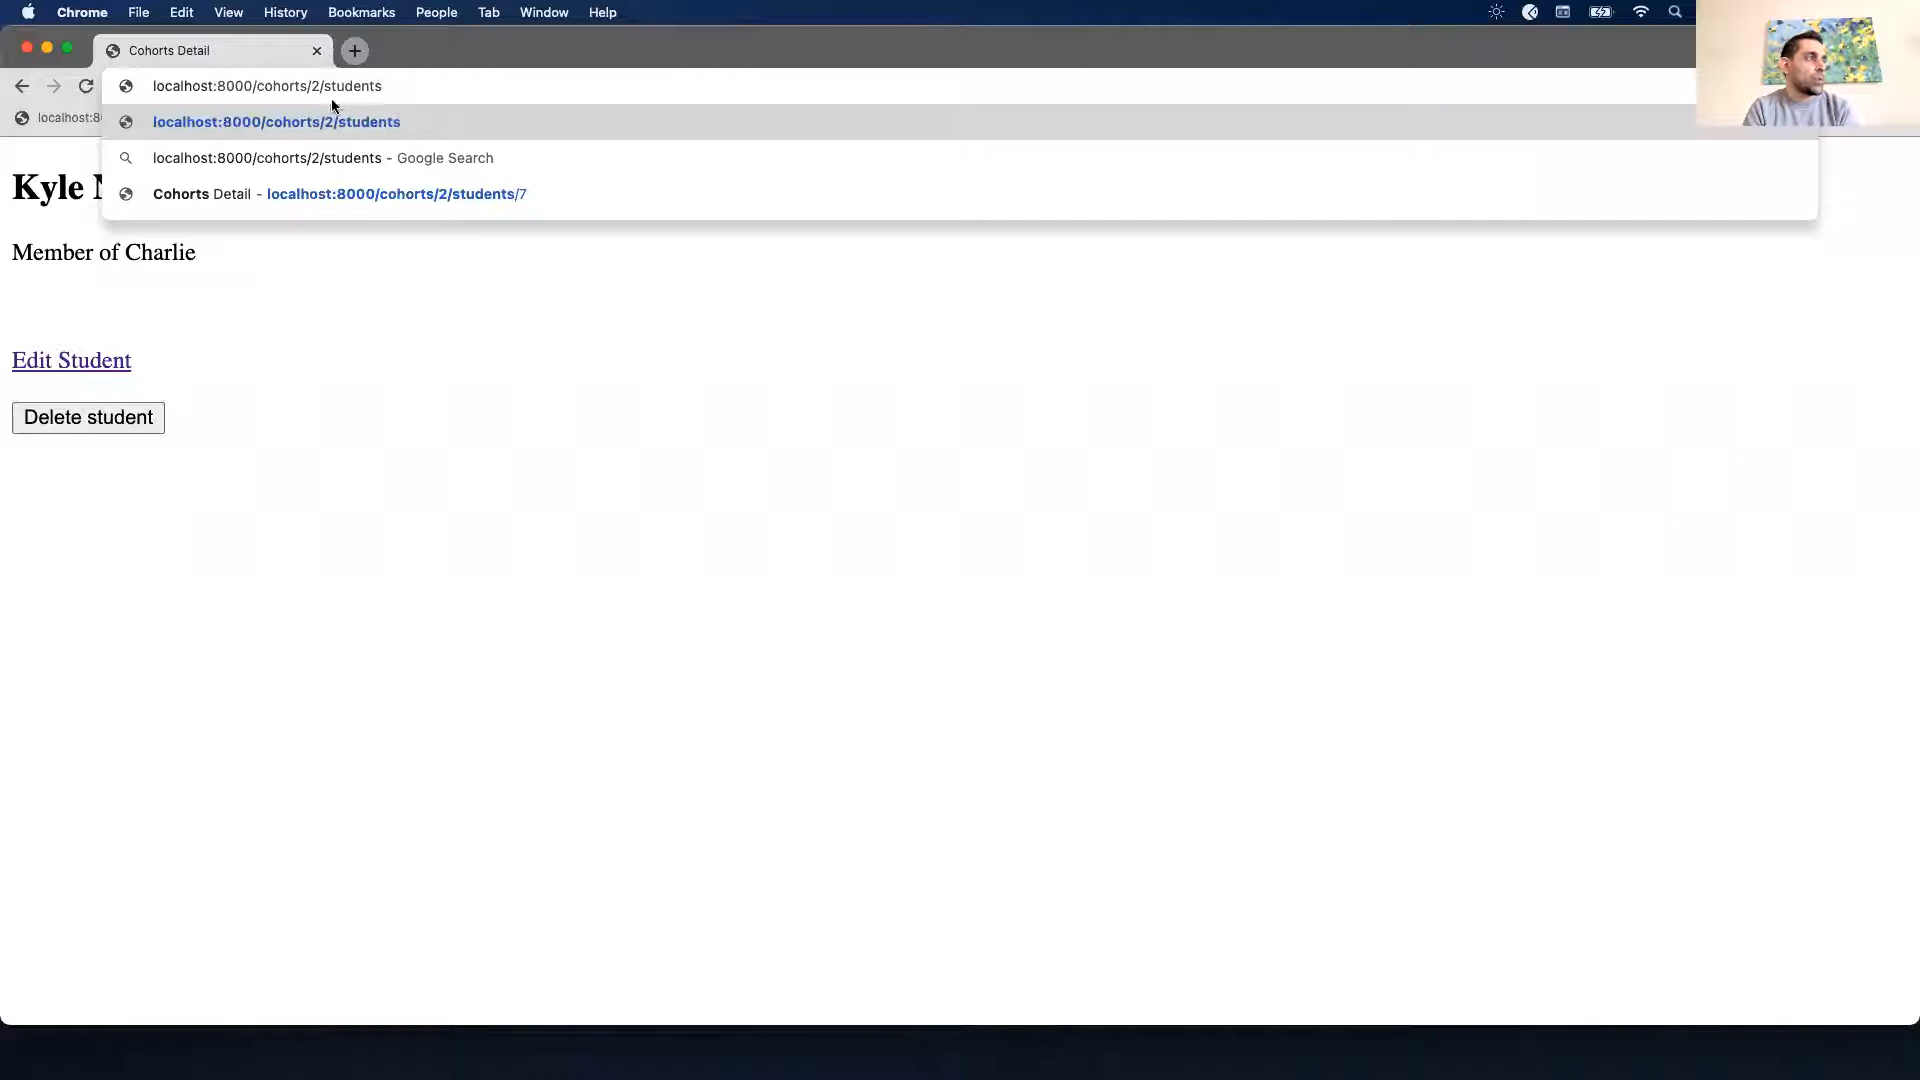 Chrome File Edit View History Bookmarks People Tab Window Help
Cohorts Detail
localhost:8000/cohorts/2/students
localhost:8
localhost:8000/cohorts/2/students
localhost:8000/cohorts/2/students - Google Search
Cohorts Detail - localhost:8000/cohorts/2/students/7
Kyle
Member of Charlie
Edit Student
Delete student